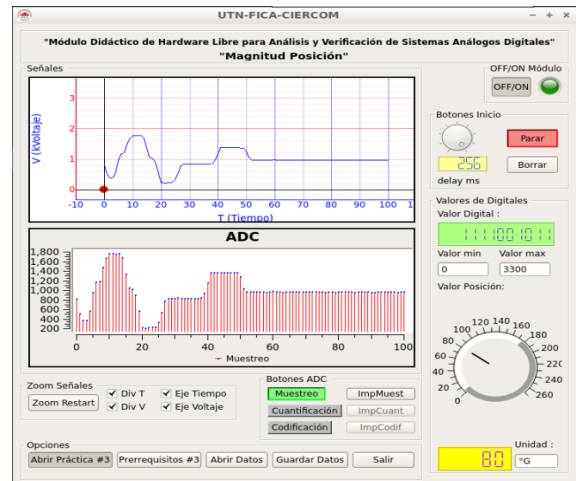 UTN-FICA-CIERCOM
"Módulo Didáctico de Hardware Libre para Análisis y Verificación de Sistemas Análogos Digitales"
"Magnitud Posición"
Señales
OFF/ON Módulo
OFF/ON
3
2
1
0
V (kVoltaje)
-10 0 10 20 30 40 50 60 70 80 90 100 1
T (Tiempo)
Botones Inicio
Parar
256
Borrar
delay ms
ADC
1,800
1,600
1,400
1,200
1,000
800
600
400
200
0 20 40 60 80 100
Muestreo
Valores de Digitales
Valor Digital :
1111001011
Valor min Valor max
0 3300
Valor Posición:
0 20 40 60 80 100 120 140 160 180 200 220 240 260
Zoom Señales
Zoom Restart
Div T Eje Tiempo
Div V Eje Voltaje
Botones ADC
Muestreo ImpMuest
Cuantificación ImpCuant
Codificación ImpCodif
Opciones
Abrir Práctica #3 Prerrequisitos #3 Abrir Datos Guardar Datos Salir
Unidad :
80 °G